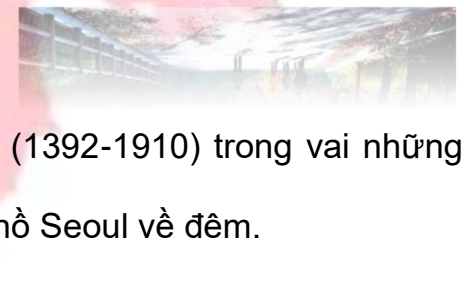 (1392-1910) trong vai những
Seoul về đêm.